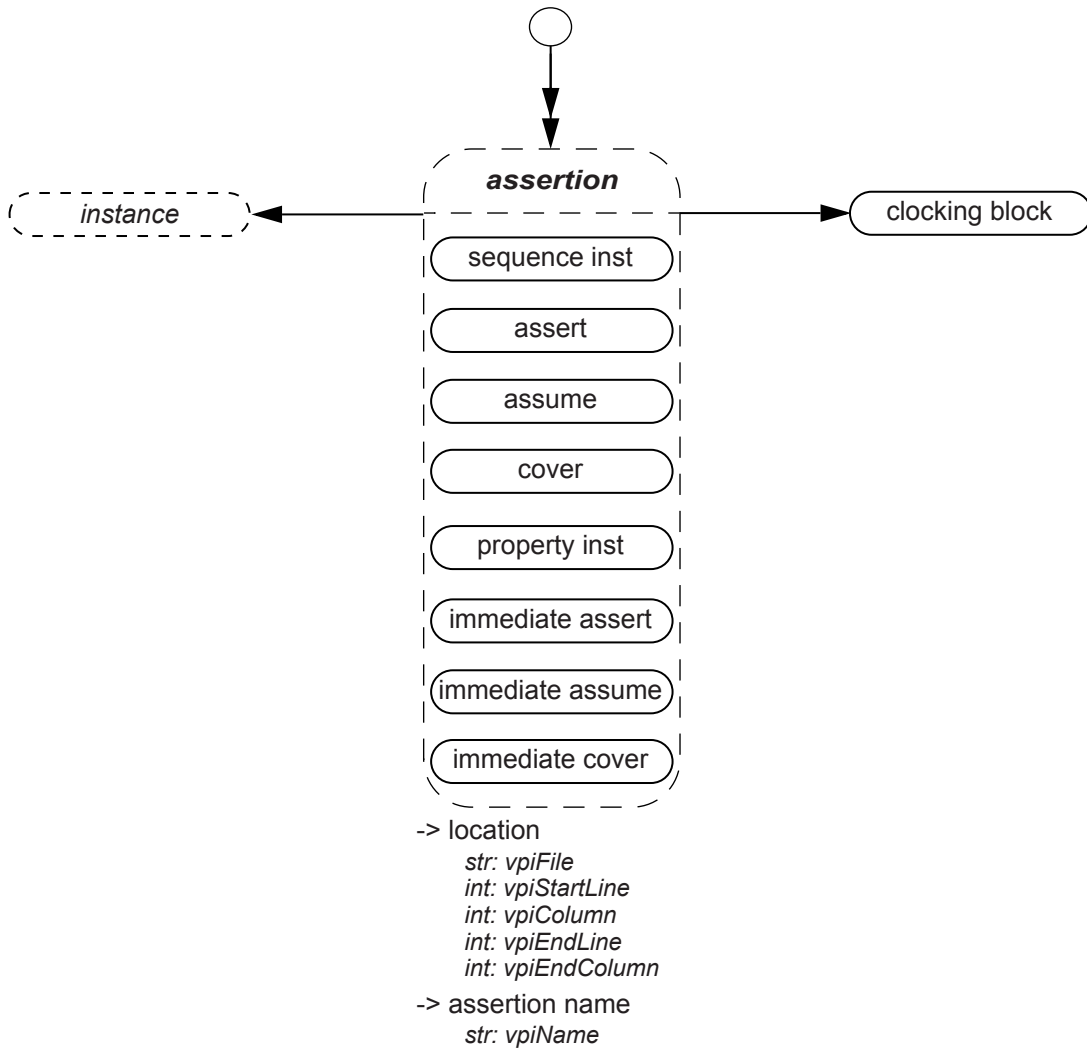 assertion
instance
clocking block
sequence inst
assert
assume
cover
property inst
immediate assert
immediate assume
immediate cover
-> location
str: vpiFile
int: vpiStartLine
int: vpiColumn
int: vpiEndLine
int: vpiEndColumn
-> assertion name
str: vpiName